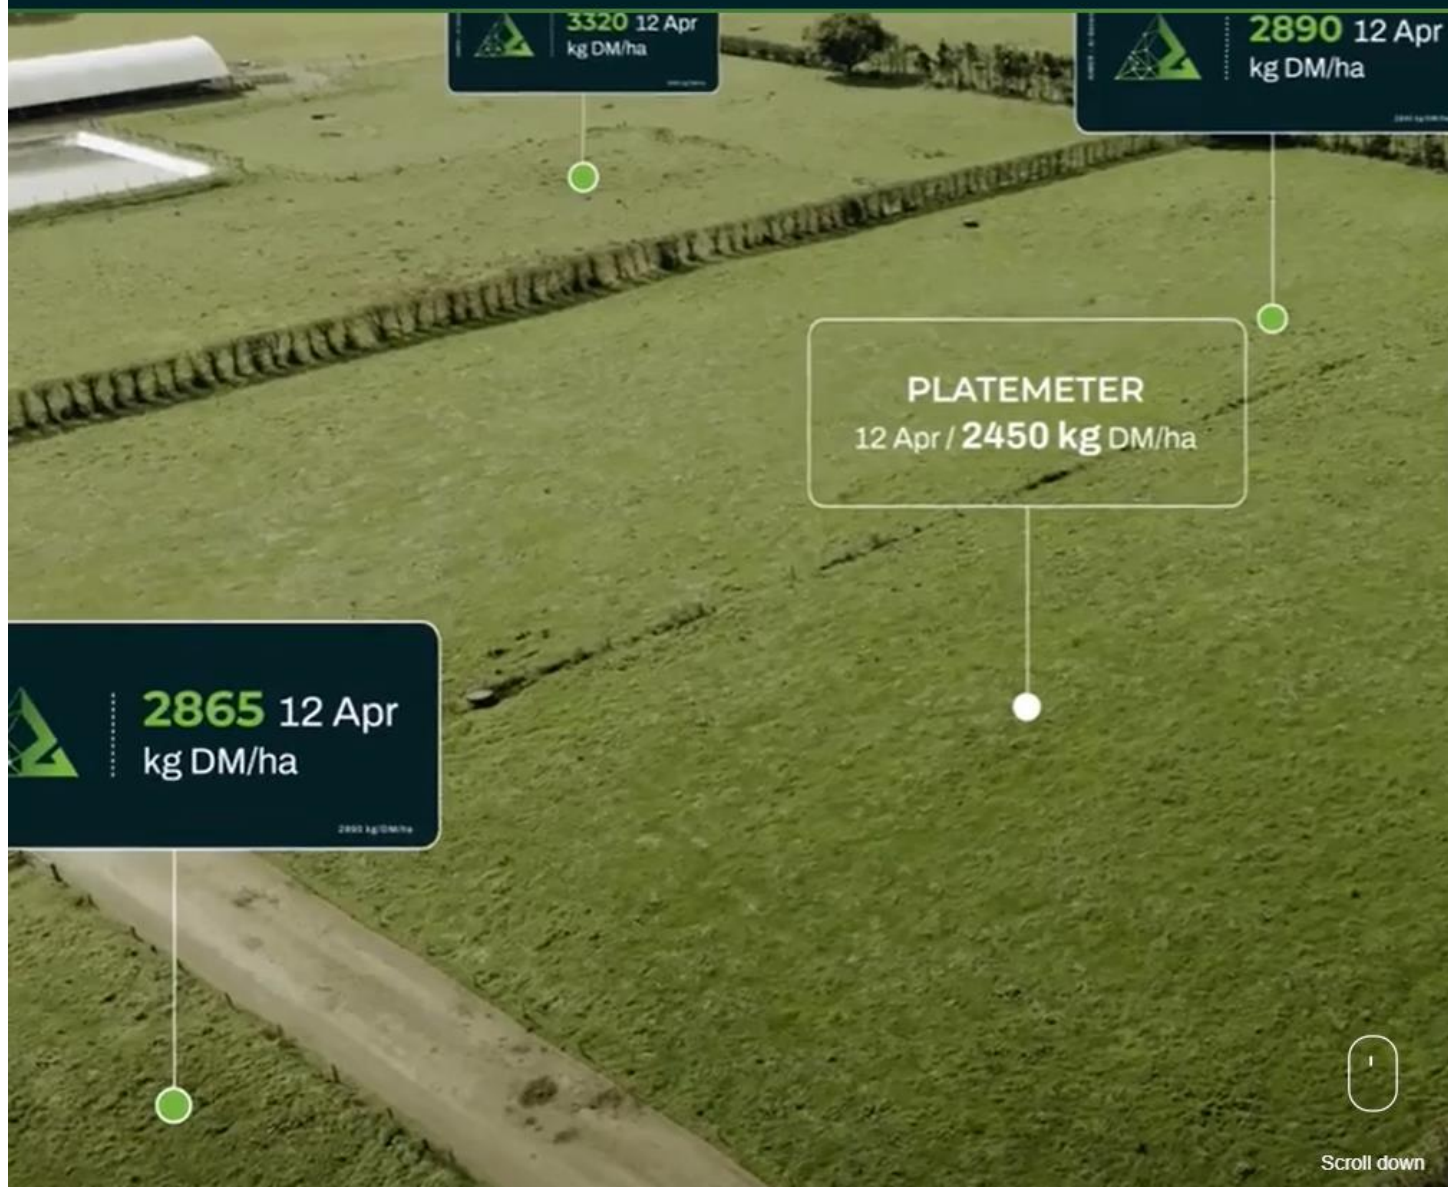 3320 12 Apr
kg DM/ha
2890 12 Apr
kg DM/ha
PLATEMETER
12 Apr / 2450 kg DM/ha
2865 12 Apr
kg DM/ha
Scroll down